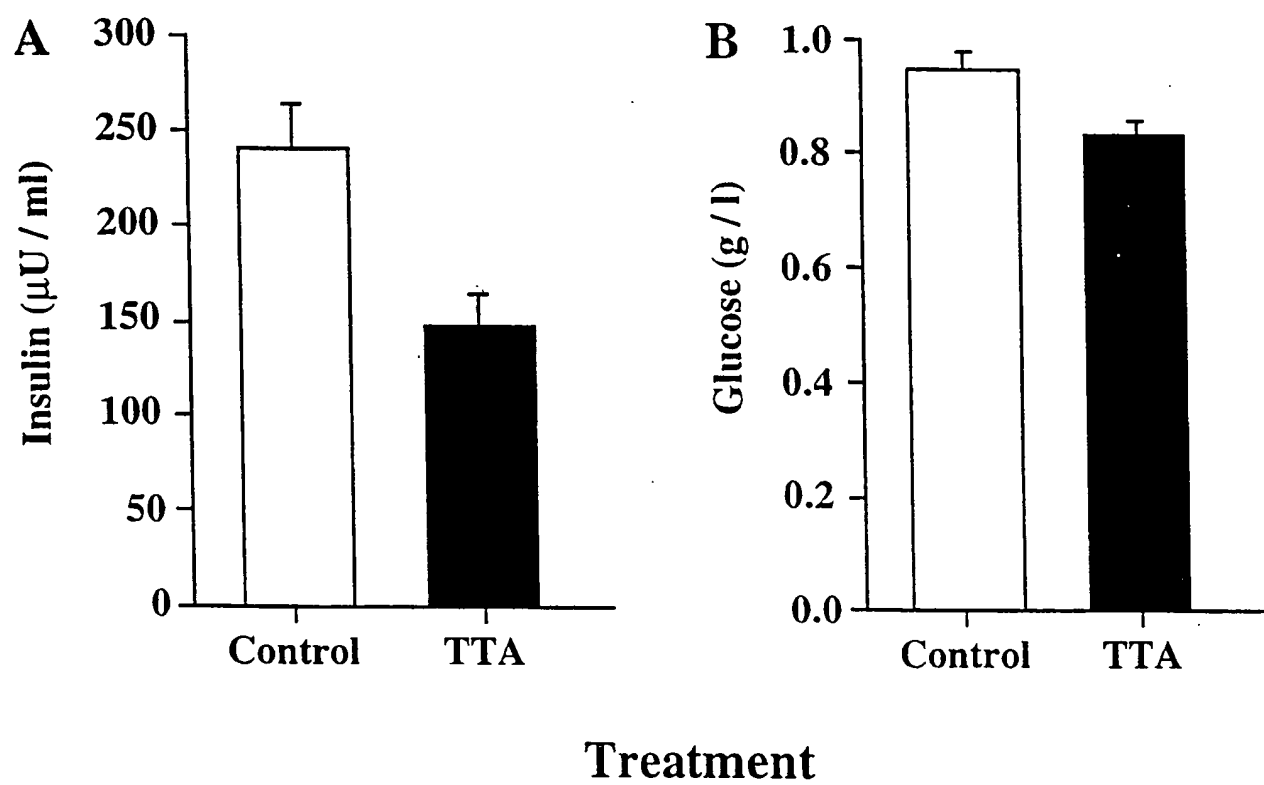 A
300
250
200
150
100
50
0
Insulin (µU / ml)
Control TTA
B
1.0
0.8
0.6
0.4
0.2
0.0
Glucose (g / l)
Control TTA
Treatment